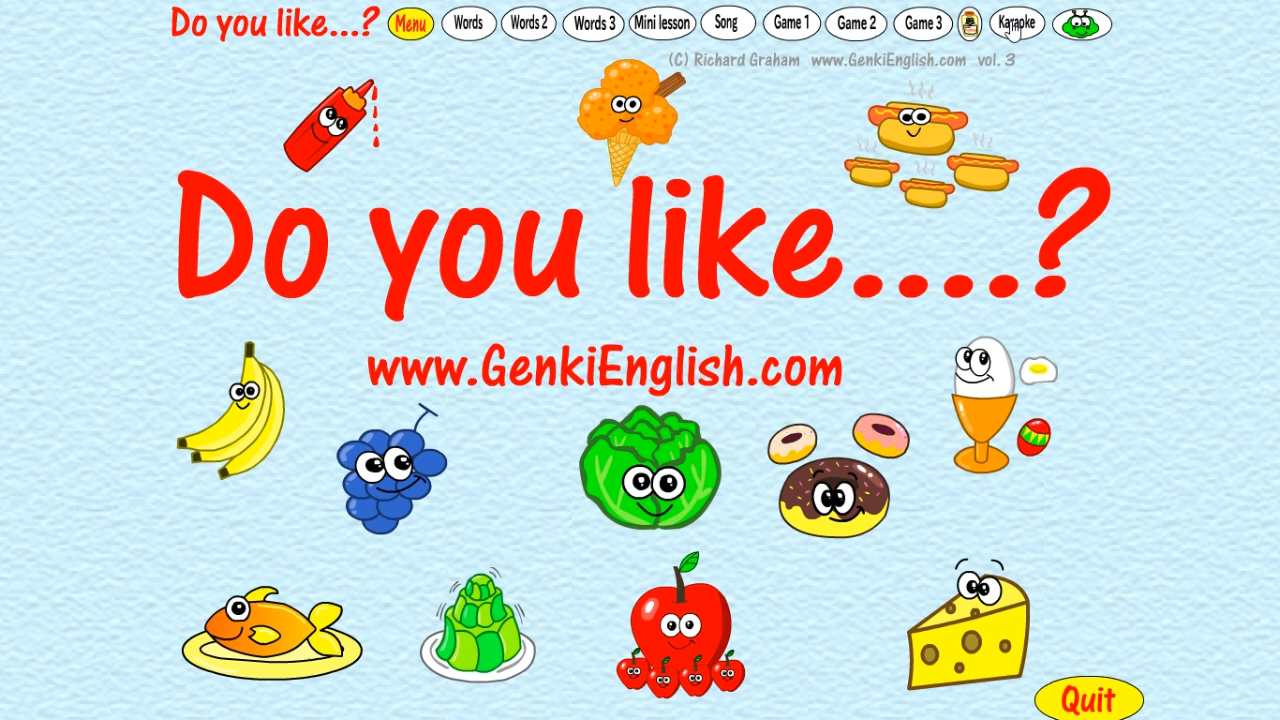 Do you like...? Menu Words Words 2 Words 3 Mini lesson Song Game 1 Game 2 Game 3 Karaoke
(C) Richard Graham www.GenkiEnglish.com vol. 3
Do you like....?
www.GenkiEnglish.com
Quit